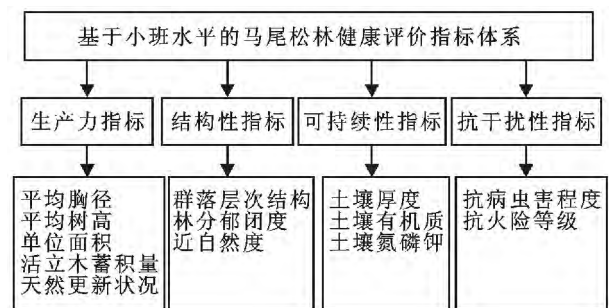 基于小班水平的马尾松林健康评价指标体系
生产力指标
结构性指标
可持续性指标
抗干扰性指标
平均胸径
平均树高
单位面积
活立木蓄积量
天然更新状况
群落层次结构
林分郁闭度
近自然度
土壤厚度
土壤有机质
土壤氮磷钾
抗病虫害程度
抗火险等级